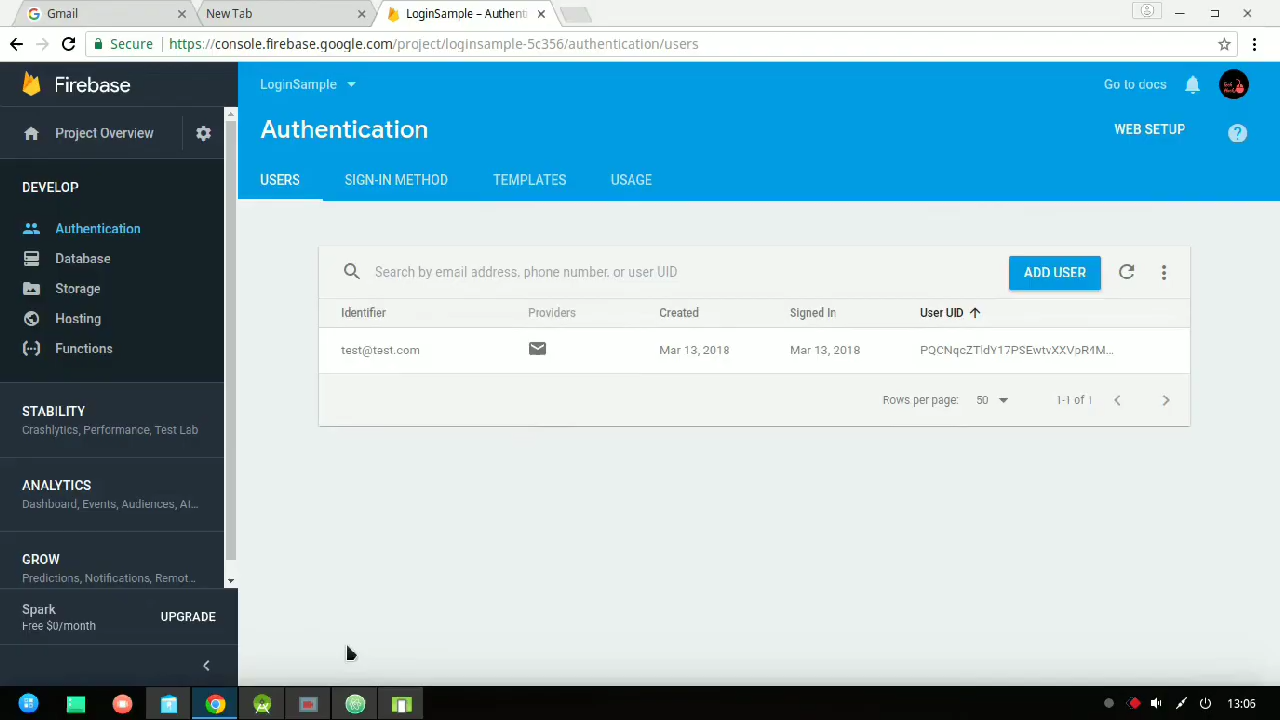 Gmail
New Tab
LoginSample – Authenti
Secure
https://console.firebase.google.com/project/loginsample-5c356/authentication/users
Firebase
LoginSample
Go to docs
Project Overview
Authentication
WEB SETUP
USERS
SIGN-IN METHOD
TEMPLATES
USAGE
DEVELOP
Authentication
Database
Storage
Hosting
Functions
Search by email address, phone number, or user UID
ADD USER
Identifier
Providers
Created
Signed In
User UID
test@test.com
Mar 13, 2018
Mar 13, 2018
Rows per page:
50
1-1 of 1
STABILITY
Crashlytics, Performance, Test Lab
ANALYTICS
Dashboard, Events, Audiences, At...
GROW
Predictions, Notifications, Remot...
Spark
Free $0/month
UPGRADE
13:06